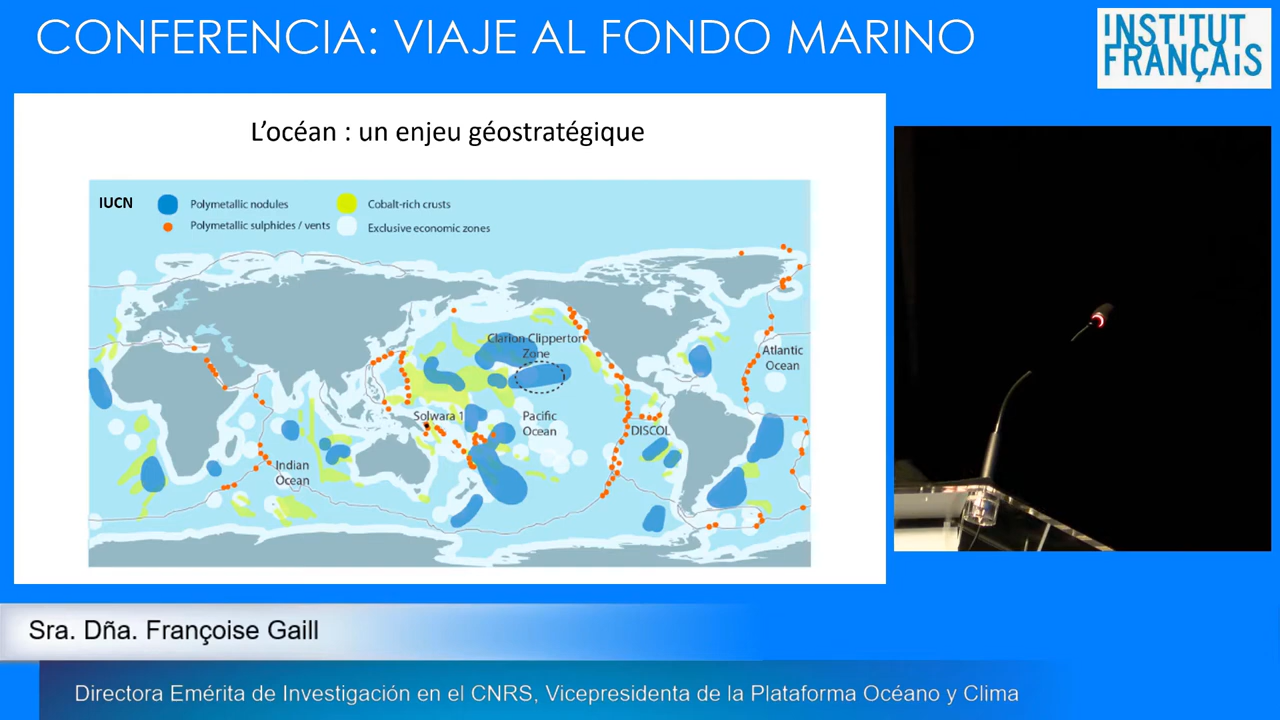 CONFERENCIA: VIAJE AL FONDO MARINO
INSTITUT
FRANÇAIS
L'océan : un enjeu géostratégique
IUCN
Polymetallic nodules
Cobalt-rich crusts
Polymetallic sulphides / vents
Exclusive economic zones
Clarion-Clipperton
Zone
Atlantic
Ocean
Solwara 1
Pacific
Ocean
DISCOL
Indian
Ocean
Sra. Dña. Françoise Gaill
Directora Emérita de Investigación en el CNRS, Vicepresidenta de la Plataforma Océano y Clima